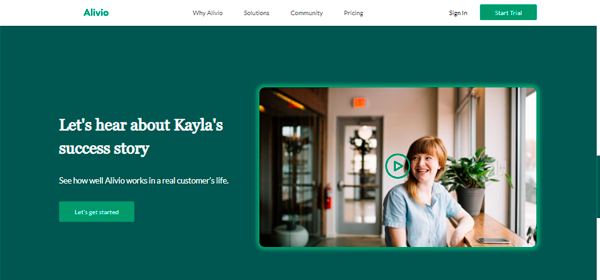 Alivio
Why Alivio
Solutions
Community
Pricing
Sign In
Start Trial
Let's hear about Kayla's
success story
See how well Alivio works in a real customer's life.
Let's get started
EXIT